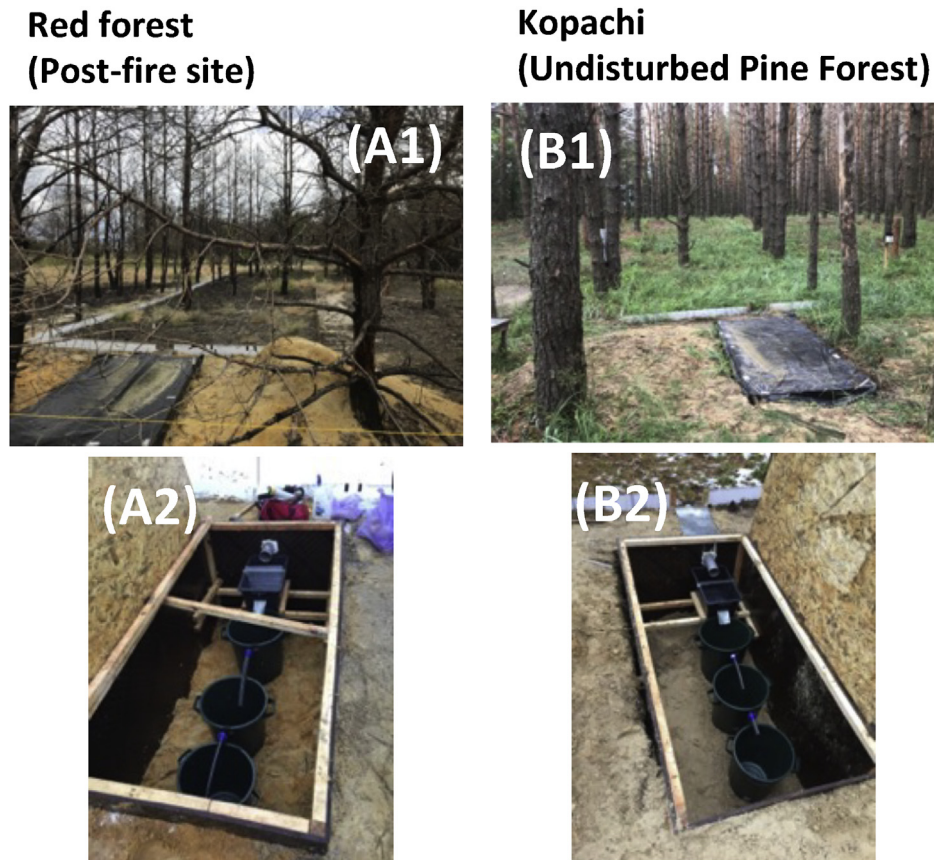 Red forest
(Post-fire site)
Kopachi
(Undisturbed Pine Forest)
(A1)
(B1)
(A2)
(B2)